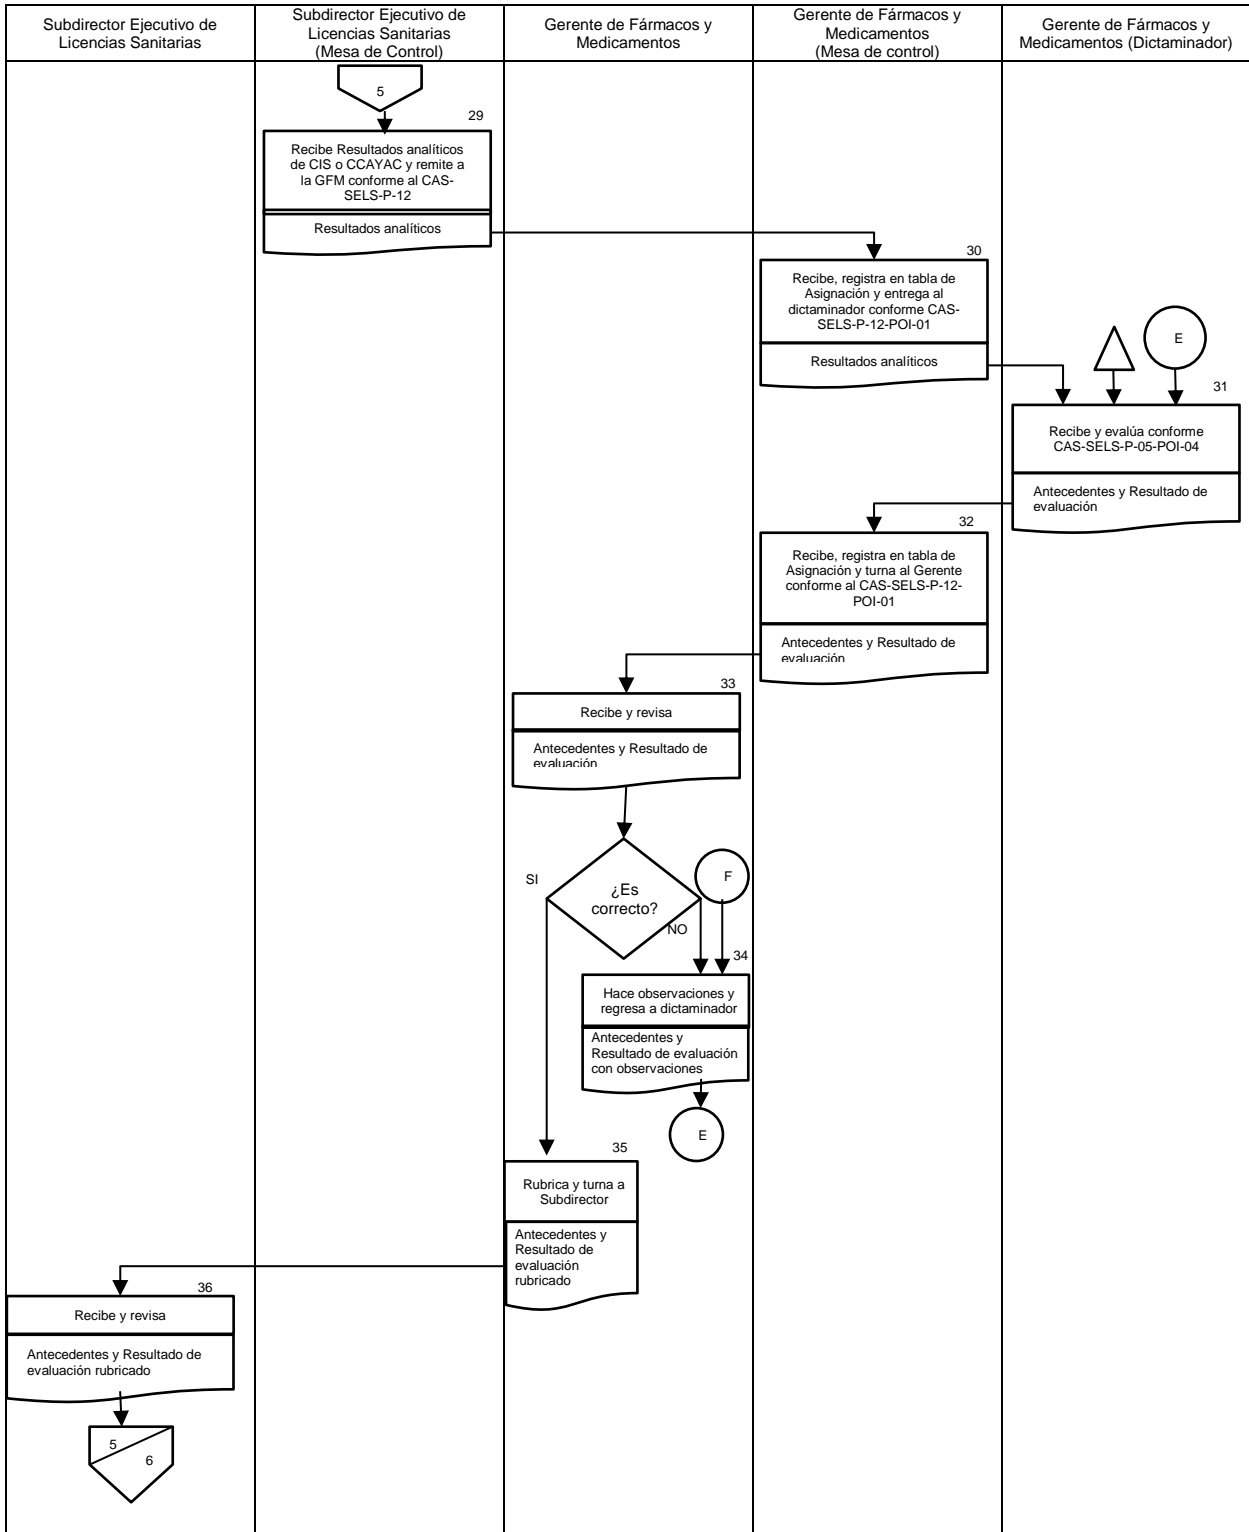 Subdirector Ejecutivo de
Licencias Sanitarias
Subdirector Ejecutivo de
Licencias Sanitarias
(Mesa de Control)
Gerente de Fármacos y
Medicamentos
Gerente de Fármacos y
Medicamentos
(Mesa de control)
Gerente de Fármacos y
Medicamentos (Dictaminador)
5
29
Recibe Resultados analíticos
de CIS o CCAYAC y remite a
la GFM conforme al CAS-
SELS-P-12
Resultados analíticos
30
Recibe, registra en tabla de
Asignación y entrega al
dictaminador conforme CAS-
SELS-P-12-POI-01
Resultados analíticos
E
31
Recibe y evalúa conforme
CAS-SELS-P-05-POI-04
Antecedentes y Resultado de
evaluación
32
Recibe, registra en tabla de
Asignación y turna al Gerente
conforme al CAS-SELS-P-12-
POI-01
Antecedentes y Resultado de
evaluación
33
Recibe y revisa
Antecedentes y Resultado de
evaluación
¿Es
correcto?
SI
NO
F
34
Hace observaciones y
regresa a dictaminador
Antecedentes y
Resultado de evaluación
con observaciones
E
35
Rubrica y turna a
Subdirector
Antecedentes y
Resultado de
evaluación
rubricado
36
Recibe y revisa
Antecedentes y Resultado de
evaluación rubricado
5
6